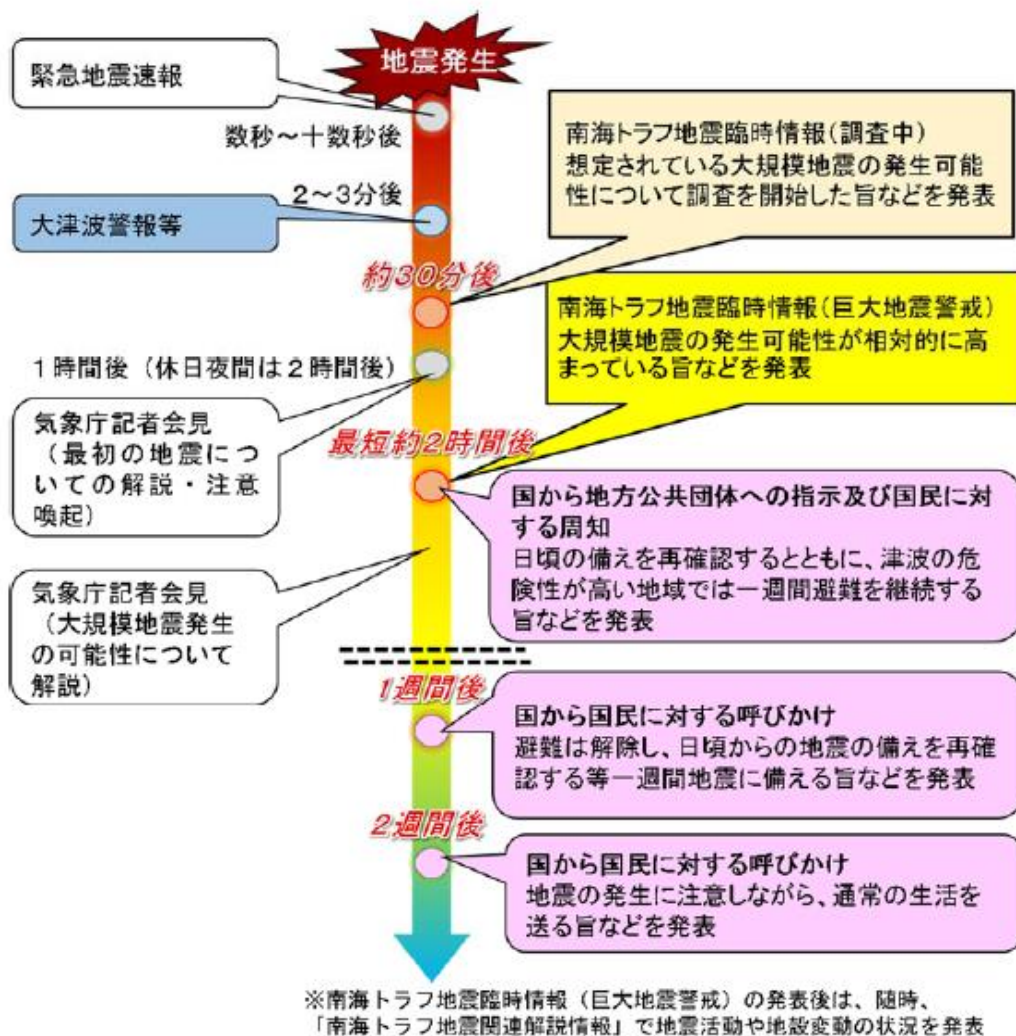 地震発生
緊急地震速報
数秒～十数秒後
2～3分後
大津波警報等
南海トラフ地震臨時情報(調査中)
想定されている大規模地震の発生可能
性について調査を開始した旨などを発表
約30分後
南海トラフ地震臨時情報(巨大地震警戒)
大規模地震の発生可能性が相対的に高
まっている旨などを発表
1時間後（休日夜間は2時間後）
気象庁記者会見
（最初の地震につ
いての解説・注意
喚起）
最短約2時間後
国から地方公共団体への指示及び国民に対
する周知
日頃の備えを再確認するとともに、津波の危
険性が高い地域では一週間避難を継続する
旨などを発表
気象庁記者会見
（大規模地震発生
の可能性について
解説）
1週間後
国から国民に対する呼びかけ
避難は解除し、日頃からの地震の備えを再確
認する等一週間地震に備える旨などを発表
2週間後
国から国民に対する呼びかけ
地震の発生に注意しながら、通常の生活を
送る旨などを発表
※南海トラフ地震臨時情報（巨大地震警戒）の発表後は、随時、
「南海トラフ地震関連解説情報」で地震活動や地殻変動の状況を発表